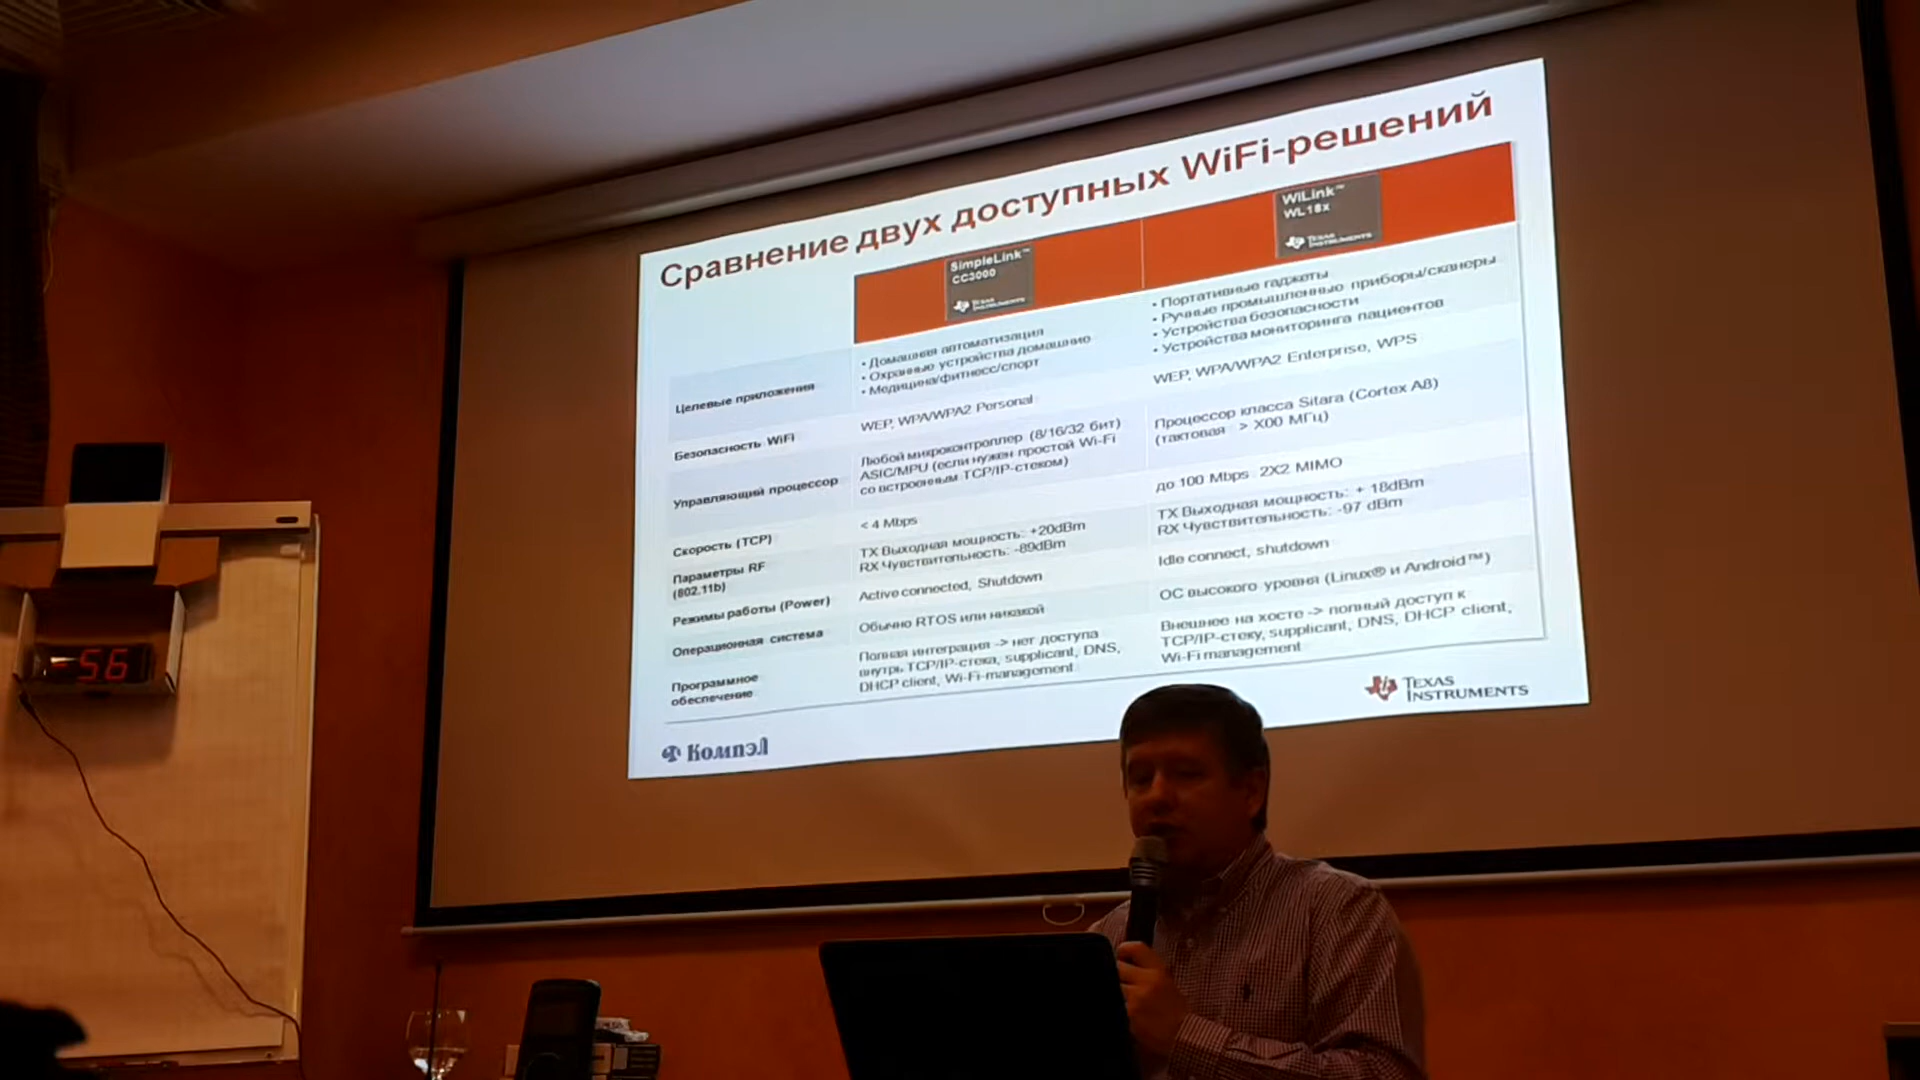 Сравнение двух доступных WiFi-решений
SimpleLink™
CC3000
Texas
Instruments
WiLink™
WL18x
Texas
Instruments
Целевые приложения
• Домашняя автоматизация
• Охранные устройства домашние
• Медицина/фитнесс/спорт
• Портативные гаджеты
• Ручные промышленные приборы/сканеры
• Устройства безопасности
• Устройства мониторинга пациентов
Безопасность WiFi
WEP, WPA/WPA2 Personal
WEP, WPA/WPA2 Enterprise, WPS
Управляющий процессор
Любой микроконтроллер (8/16/32 бит)
ASIC/MPU (если нужен простой Wi-Fi
со встроенным TCP/IP-стеком)
Процессор класса Sitara (Cortex A8)
(тактовая > X00 МГц)
Скорость (TCP)
< 4 Mbps
до 100 Mbps 2X2 MIMO
Параметры RF
(802.11b)
TX Выходная мощность: +20dBm
RX Чувствительность: -89dBm
TX Выходная мощность: + 18dBm
RX Чувствительность: -97 dBm
Режимы работы (Power)
Active connected, Shutdown
Idle connect, shutdown
Операционная система
Обычно RTOS или никакой
ОС высокого уровня (Linux® и Android™)
Программное
обеспечение
Полная интеграция -> нет доступа
внутрь TCP/IP-стека, supplicant, DNS,
DHCP client, Wi-Fi-management
Внешнее на хосте -> полный доступ к
TCP/IP-стеку, supplicant, DNS, DHCP client,
Wi-Fi management
Компэл
Texas
Instruments
-56